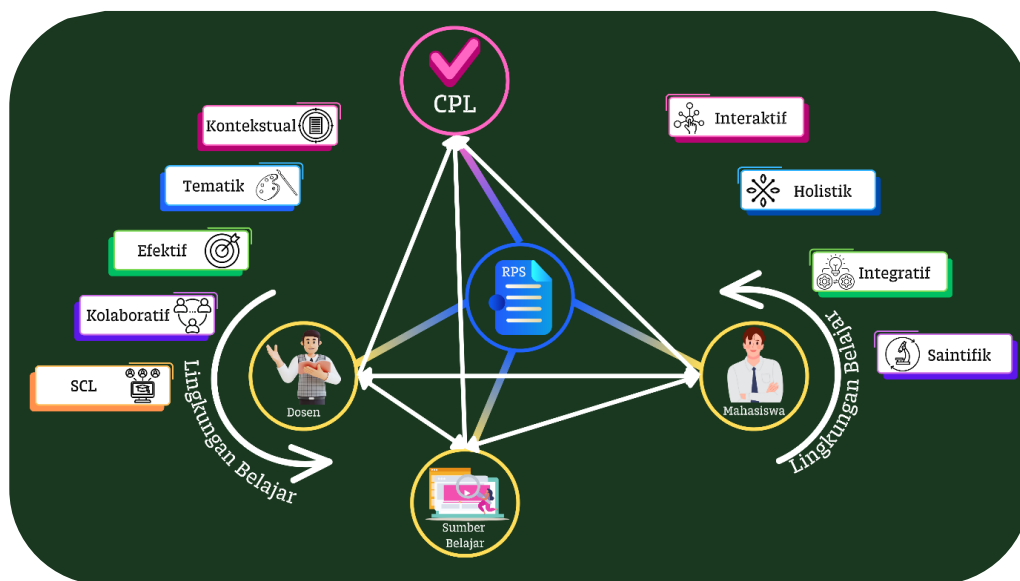 CPL
Kontekstual
Tematik
Efektif
Kolaboratif
SCL
Interaktif
Holistik
Integratif
Saintifik
RPS
Dosen
Mahasiswa
Sumber
Belajar
Lingkungan Belajar
Lingkungan Belajar